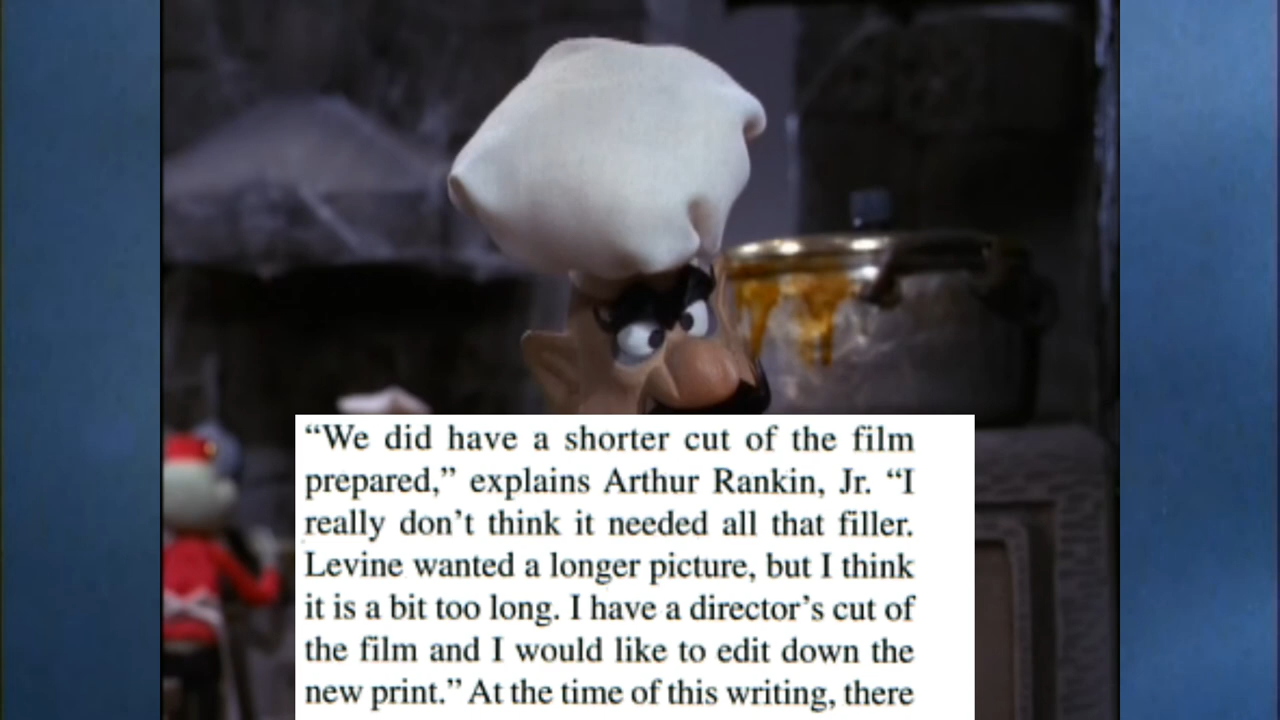 “We did have a shorter cut of the film
prepared,” explains Arthur Rankin, Jr. “I
really don’t think it needed all that filler.
Levine wanted a longer picture, but I think
it is a bit too long. I have a director’s cut of
the film and I would like to edit down the
new print.” At the time of this writing, there